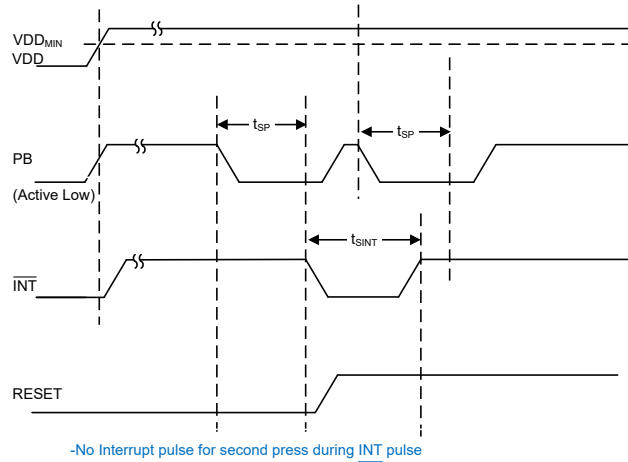 VDDMIN
VDD
tSP
tSP
PB
(Active Low)
tSINT
INT
RESET
-No Interrupt pulse for second press during INT pulse